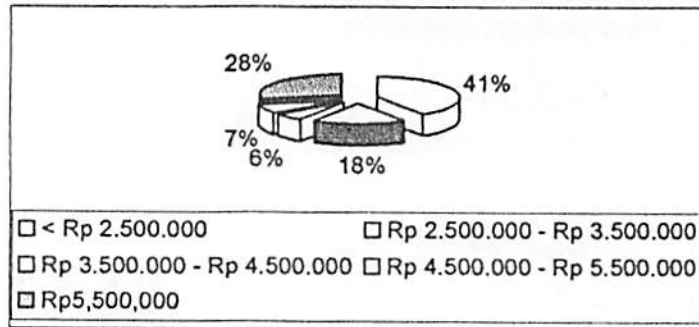 28%
41%
7%
6%
18%
< Rp 2.500.000
Rp 2.500.000 - Rp 3.500.000
Rp 3.500.000 - Rp 4.500.000
Rp 4.500.000 - Rp 5.500.000
Rp5,500,000